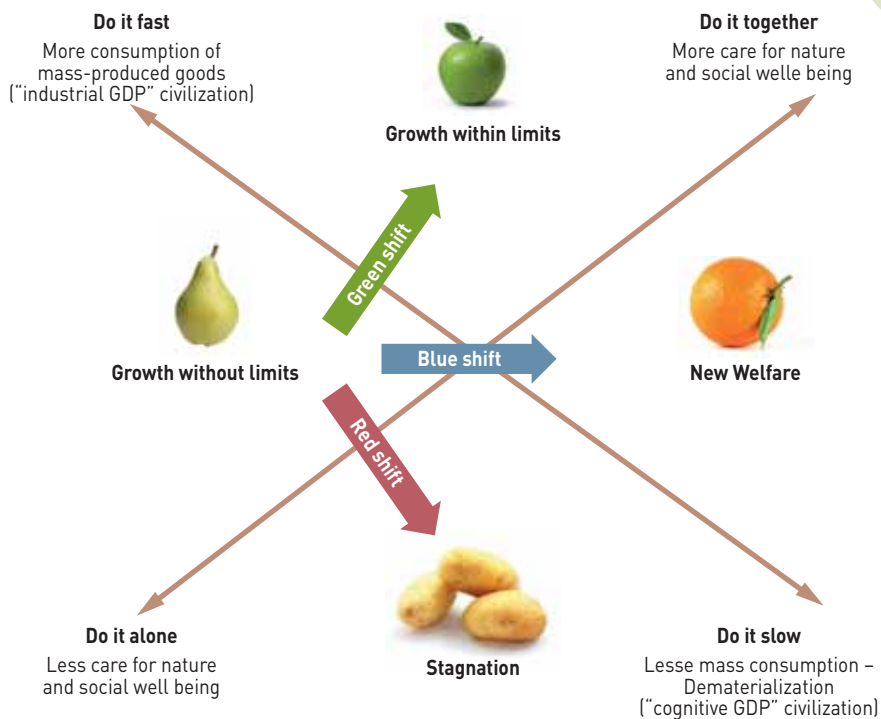 Do it fast
More consumption of
mass-produced goods
(“industrial GDP” civilization)
Do it together
More care for nature
and social welle being
Growth within limits
Green shift
Growth without limits
Blue shift
New Welfare
Red shift
Stagnation
Do it alone
Less care for nature
and social well being
Do it slow
Lesse mass consumption –
Dematerialization
(“cognitive GDP” civilization)